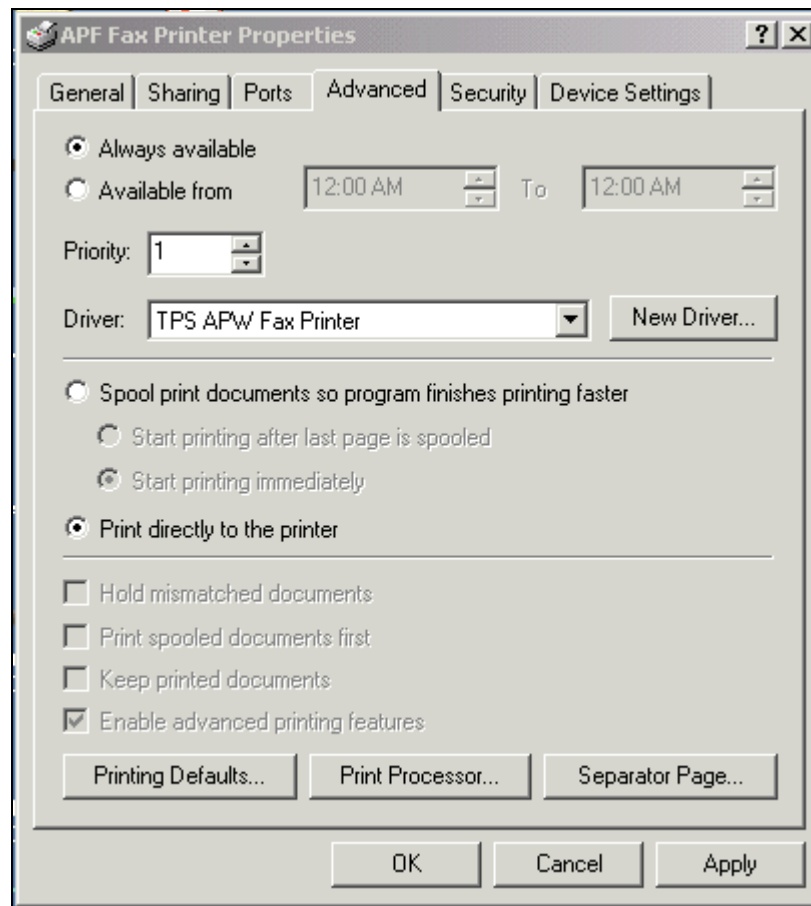 APF Fax Printer Properties
General Sharing Ports Advanced Security Device Settings
Always available
Available from 12:00 AM To 12:00 AM
Priority: 1
Driver: TPS APW Fax Printer New Driver...
Spool print documents so program finishes printing faster
Start printing after last page is spooled
Start printing immediately
Print directly to the printer
Hold mismatched documents
Print spooled documents first
Keep printed documents
Enable advanced printing features
Printing Defaults... Print Processor... Separator Page...
OK Cancel Apply